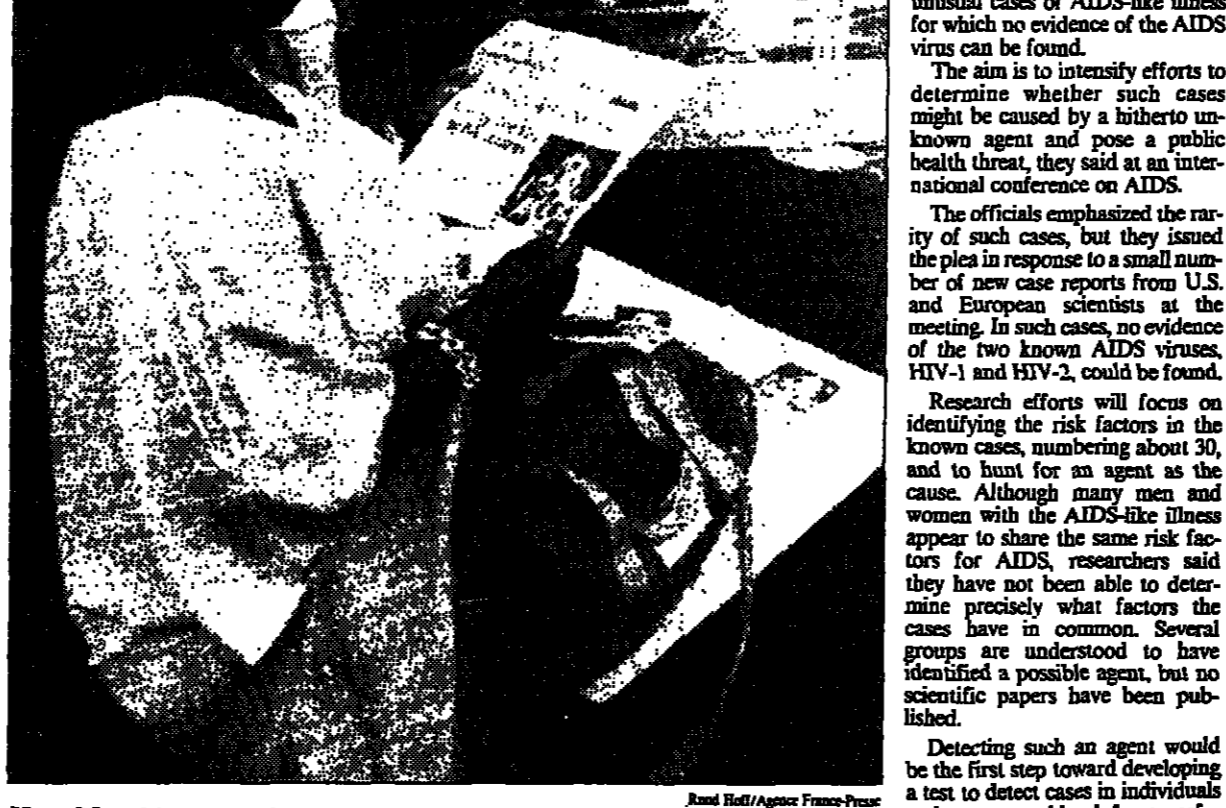 unusual cases of AIDS-like illness
for which no evidence of the AIDS
virus can be found.
The aim is to intensify efforts to
determine whether such cases
might be caused by a hitherto un-
known agent and pose a public
health threat, they said at an inter-
national conference on AIDS.
The officials emphasized the rar-
ity of such cases, but they issued
the plea in response to a small num-
ber of new case reports from U.S.
and European scientists at the
meeting. In such cases, no evidence
of the two known AIDS viruses,
HIV-1 and HIV-2, could be found.
Research efforts will focus on
identifying the risk factors in the
known cases, numbering about 30,
and to hunt for an agent as the
cause. Although many men and
women with the AIDS-like illness
appear to share the same risk fac-
tors for AIDS, researchers said
they have not been able to deter-
mine precisely what factors the
cases have in common. Several
groups are understood to have
identified a possible agent, but no
scientific papers have been pub-
lished.
Detecting such an agent would
be the first step toward developing
a test to detect cases in individuals
Ruud Hoff/Agence France-Presse